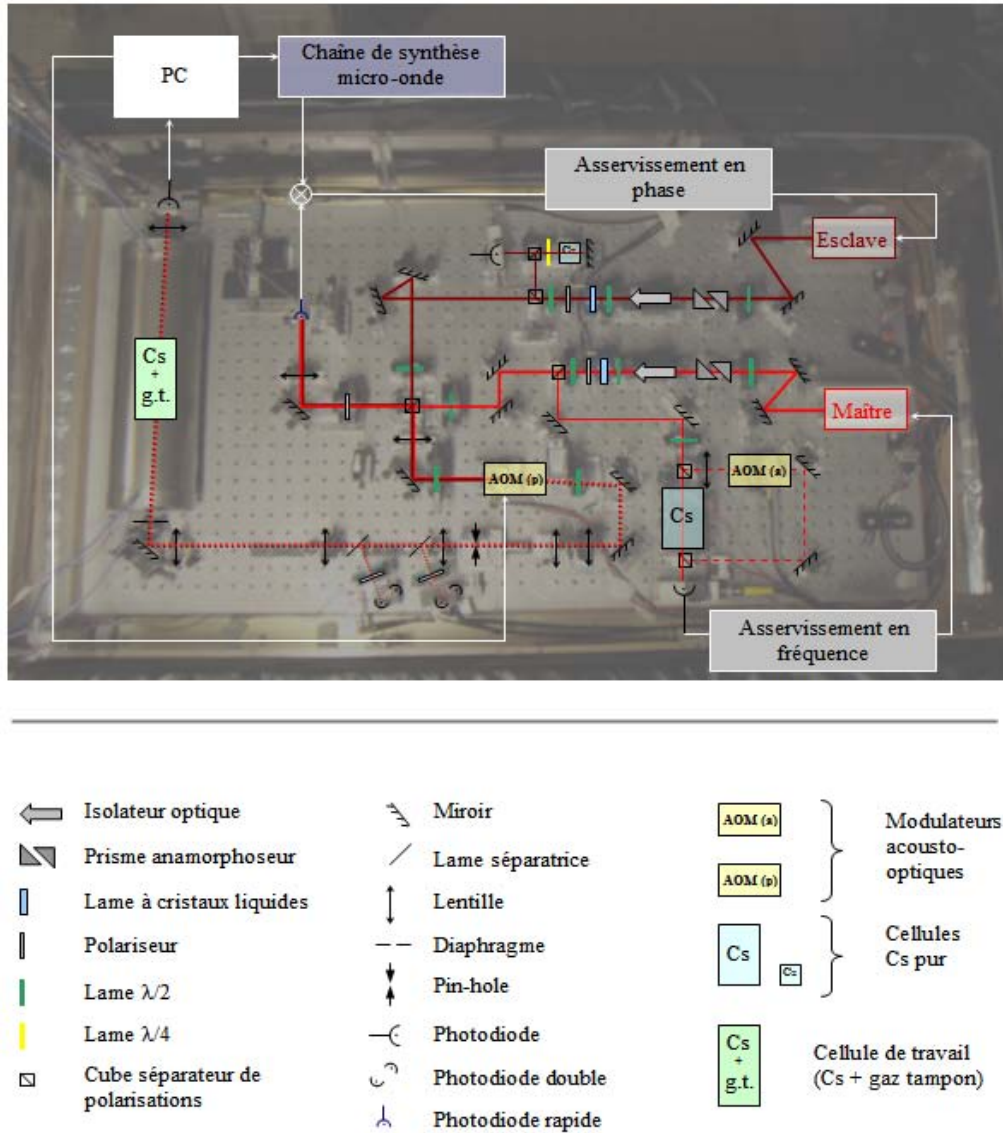 PC
Chaîne de synthèse
micro-onde
Asservissement en
phase
Esclave
Cs
Cs
+
g.t.
Maître
AOM (p)
AOM (a)
Cs
Asservissement en
fréquence
Isolateur optique
Prisme anamorphoseur
Lame à cristaux liquides
Polariseur
Lame λ/2
Lame λ/4
Cube séparateur de
polarisations
Miroir
Lame séparatrice
Lentille
Diaphragme
Pin-hole
Photodiode
Photodiode double
Photodiode rapide
AOM (a)
AOM (p)
Modulateurs
acousto-
optiques
Cs
Cs
Cellules
Cs pur
Cs
+
g.t.
Cellule de travail
(Cs + gaz tampon)